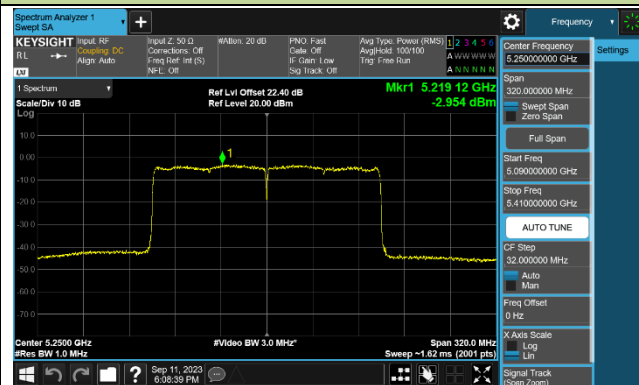 Spectrum Analyzer 1
Swept SA
Frequency
KEYSIGHT
RL
LXI
Input: RF
Coupling: DC
Align: Auto
Input Z: 50 Ω
Corrections: Off
Freq Ref: Int (S)
NFE: Off
#Atten: 20 dB
PNO: Fast
Gate: Off
IF Gain: Low
Sig Track: Off
Avg Type: Power (RMS)
Avg|Hold: 100/100
Trig: Free Run
1 2 3 4 5 6
A W W W W W
A N N N N N
1 Spectrum
Scale/Div 10 dB
Log
Ref Lvl Offset 22.40 dB
Ref Level 20.00 dBm
Mkr1 5.219 12 GHz
-2.954 dBm
1
10.0
0.00
-10.0
-20.0
-30.0
-40.0
-50.0
-60.0
-70.0
Center 5.2500 GHz
#Res BW 1.0 MHz
#Video BW 3.0 MHz*
Span 320.0 MHz
Sweep ~1.62 ms (2001 pts)
Center Frequency
5.250000000 GHz
Settings
Span
320.000000 MHz
Swept Span
Zero Span
Full Span
Start Freq
5.090000000 GHz
Stop Freq
5.410000000 GHz
AUTO TUNE
CF Step
32.000000 MHz
Auto
Man
Freq Offset
0 Hz
X Axis Scale
Log
Lin
Signal Track
(Span Zoom)
?
Sep 11, 2023
6:08:39 PM